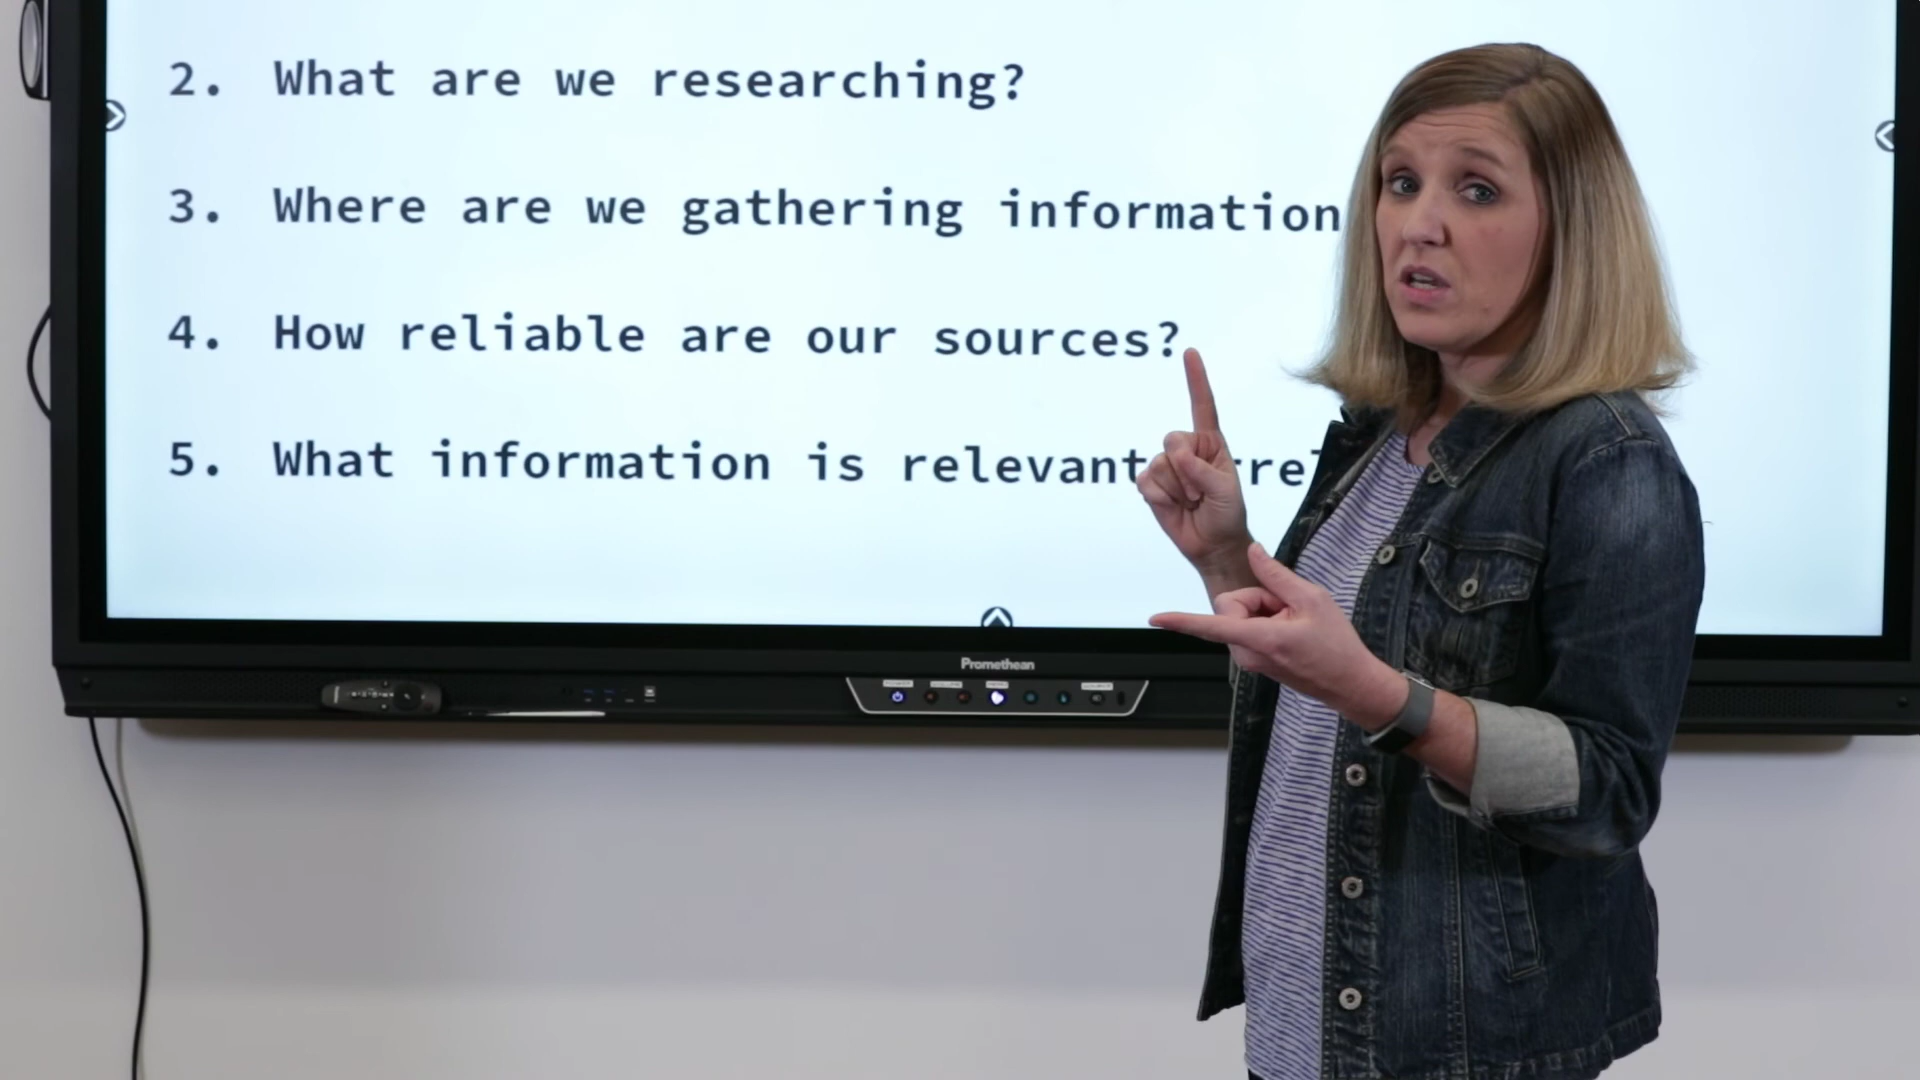 2. What are we researching?
3. Where are we gathering information
4. How reliable are our sources?
5. What information is relevant
Promethean